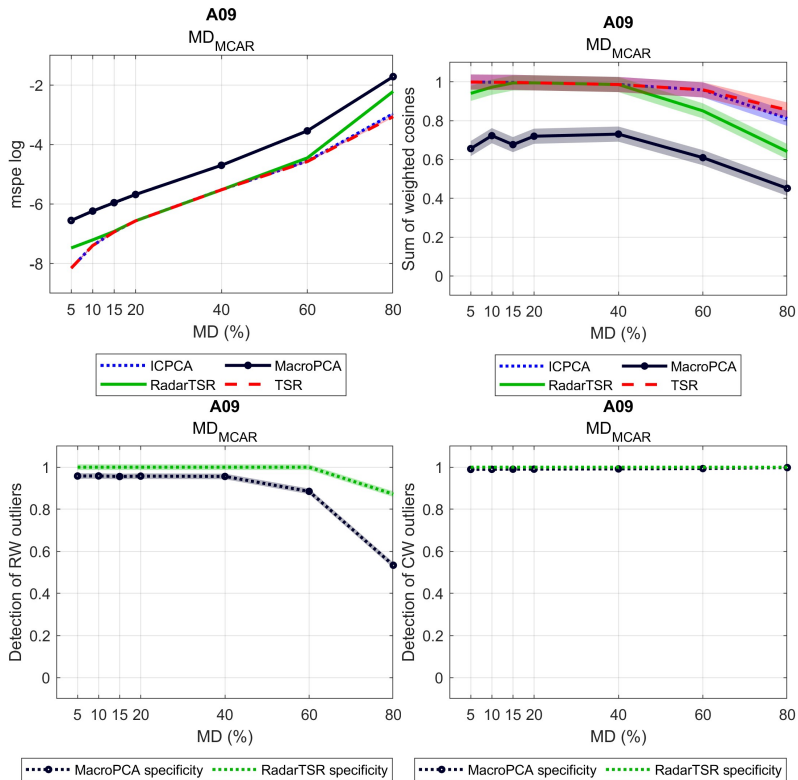 A09
MD_MCAR
-2
-4
-6
-8
mspe log
5 10 15 20 40 60 80
MD (%)
ICPCA MacroPCA
RadarTSR TSR
A09
MD_MCAR
1
0.8
0.6
0.4
0.2
0
Sum of weighted cosines
5 10 15 20 40 60 80
MD (%)
ICPCA MacroPCA
RadarTSR TSR
A09
MD_MCAR
1
0.8
0.6
0.4
0.2
0
Detection of RW outliers
5 10 15 20 40 60 80
MD (%)
MacroPCA specificity RadarTSR specificity
A09
MD_MCAR
1
0.8
0.6
0.4
0.2
0
Detection of CW outliers
5 10 15 20 40 60 80
MD (%)
MacroPCA specificity RadarTSR specificity